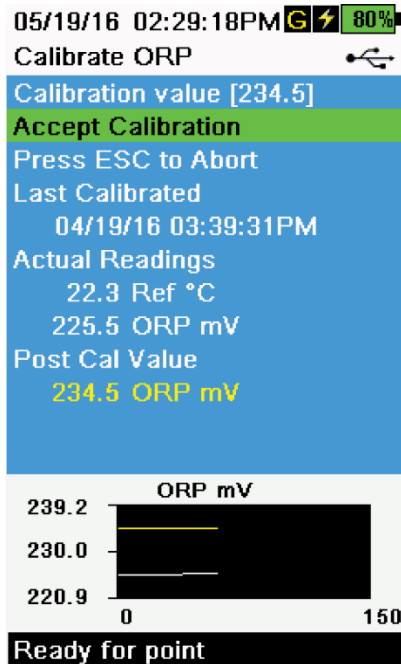 05/19/16 02:29:18PM G 80%
Calibrate ORP
Calibration value [234.5]
Accept Calibration
Press ESC to Abort
Last Calibrated
04/19/16 03:39:31PM
Actual Readings
22.3 Ref °C
225.5 ORP mV
Post Cal Value
234.5 ORP mV
ORP mV
239.2
230.0
220.9
0 150
Ready for point